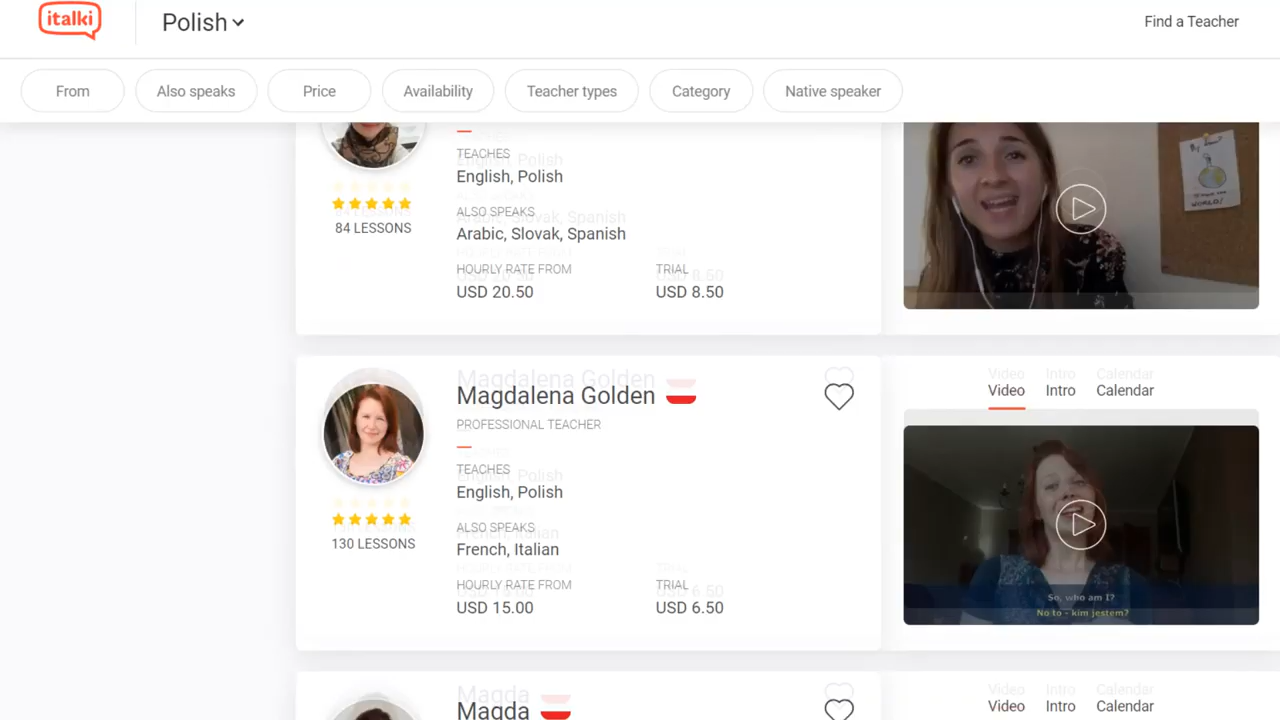 italki
Polish
Find a Teacher
From
Also speaks
Price
Availability
Teacher types
Category
Native speaker
TEACHES
English, Polish
ALSO SPEAKS
Arabic, Slovak, Spanish
84 LESSONS
HOURLY RATE FROM
TRIAL
USD 20.50
USD 8.50
Magdalena Golden
PROFESSIONAL TEACHER
TEACHES
English, Polish
ALSO SPEAKS
French, Italian
130 LESSONS
HOURLY RATE FROM
TRIAL
USD 15.00
USD 6.50
Video Intro Calendar
So, who am I?
No to - kim jestem?
Magda
Video Intro Calendar